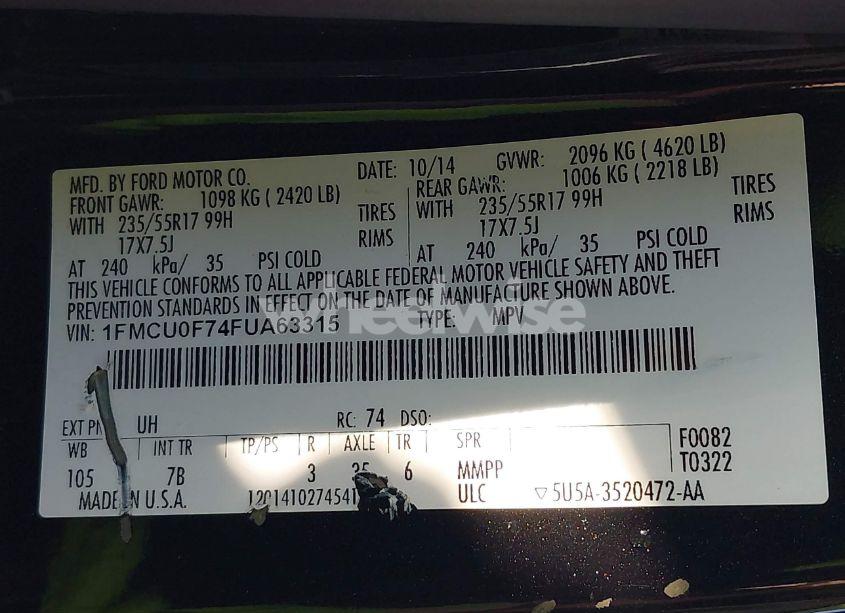 MFD. BY FORD MOTOR CO. DATE: 10/14 GVWR: 2096 KG ( 4620 LB)
FRONT GAWR: 1098 KG ( 2420 LB) REAR GAWR: 1006 KG ( 2218 LB)
WITH 235/55R17 99H TIRES WITH 235/55R17 99H TIRES
17X7.5J RIMS 17X7.5J RIMS
AT 240 kPa/ 35 PSI COLD AT 240 kPa/ 35 PSI COLD
THIS VEHICLE CONFORMS TO ALL APPLICABLE FEDERAL MOTOR VEHICLE SAFETY AND THEFT
PREVENTION STANDARDS IN EFFECT ON THE DATE OF MANUFACTURE SHOWN ABOVE.
VIN: 1FMCU0F74FUA63315 TYPE: MPV
wheelwise
EXT UH RC: 74 DSO:
WB INT TR TP/PS R AXLE TR SPR F0082
105 7B 3 6 MMPP T0322
MADE IN U.S.A. ULC ▽5U5A-3520472-AA